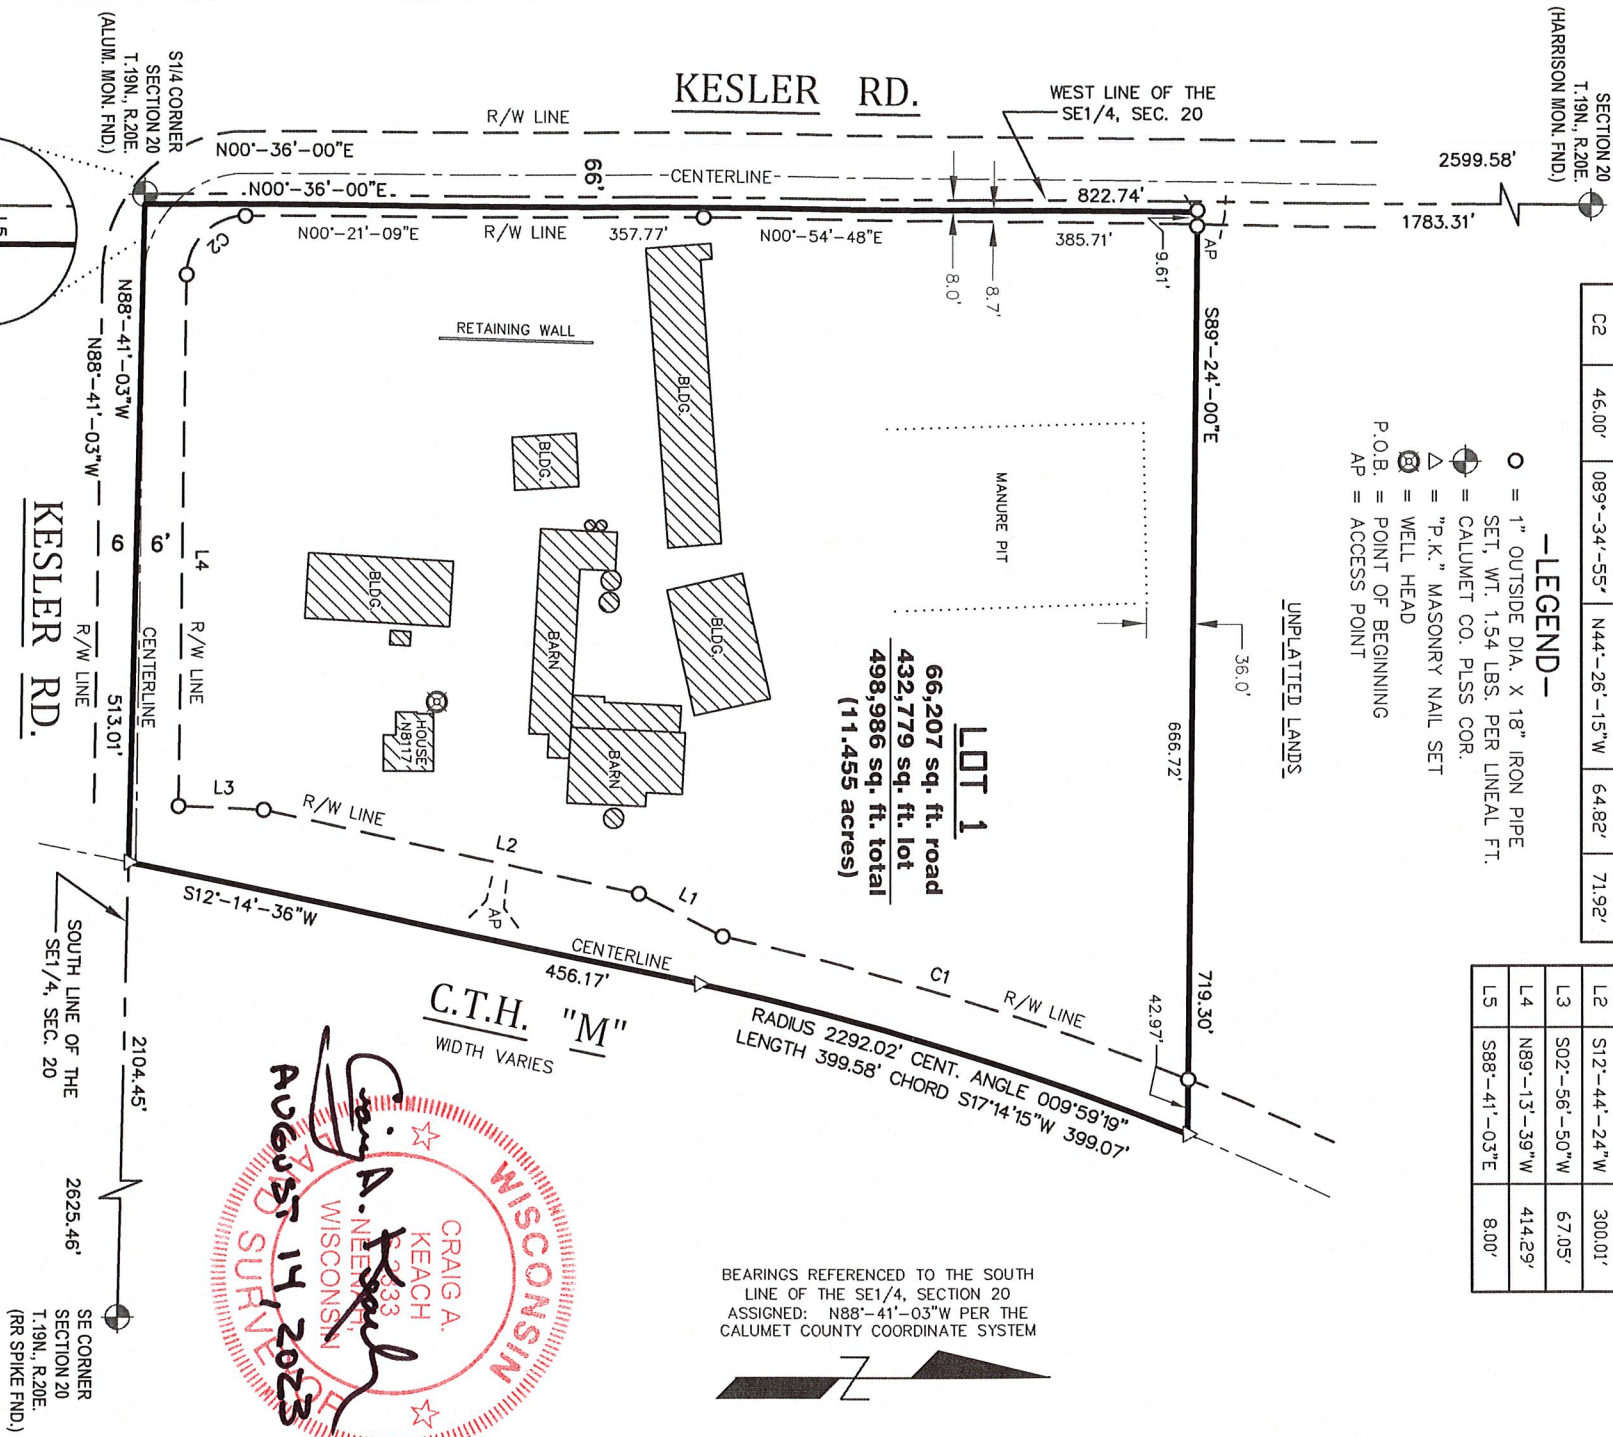 SECTION 20
T.19N., R.20E.
(HARRISON MON. FND.)
2599.58'
1783.31'
KESLER RD.
WEST LINE OF THE
SE1/4, SEC. 20
R/W LINE
N00°-36'-00"E
N00°-36'-00"E
66'
CENTERLINE
822.74'
N00°-21'-09"E
R/W LINE
357.77'
N00°-54'-48"E
385.71'
8.0'
8.7'
9.61'
AP
C2
S1/4 CORNER
SECTION 20
T.19N., R.20E.
(ALUM. MON. FND.)
L5
C2 46.00' 089°-34'-55" N44°-26'-15"W 64.82' 71.92'
L2 S12°-44'-24"W 300.01'
L3 S02°-56'-50"W 67.05'
L4 N89°-13'-39"W 414.29'
L5 S88°-41'-03"E 8.00'
-LEGEND-
= 1" OUTSIDE DIA. X 18" IRON PIPE
SET, WT. 1.54 LBS. PER LINEAL FT.
= CALUMET CO. PLSS COR.
= "P.K." MASONRY NAIL SET
= WELL HEAD
P.O.B. = POINT OF BEGINNING
AP = ACCESS POINT
UNPLATTED LANDS
S89°-24'-00"E
666.72'
719.30'
42.97'
36.0'
MANURE PIT
RETAINING WALL
BLDG.
BLDG.
BLDG.
BLDG.
BARN
BARN
HOUSE
N8117
LOT 1
66,207 sq. ft. road
432,779 sq. ft. lot
498,986 sq. ft. total
(11.455 acres)
N88°-41'-03"W
N88°-41'-03"W
L4
R/W LINE
6 6'
CENTERLINE
R/W LINE
513.01'
KESLER RD.
L3
R/W LINE
L2
L1
C1
R/W LINE
AP
S12°-14'-36"W
CENTERLINE
456.17'
C.T.H. "M"
WIDTH VARIES
RADIUS 2292.02' CENT. ANGLE 009°59'19"
LENGTH 399.58' CHORD S17°14'15"W 399.07'
SOUTH LINE OF THE
SE1/4, SEC. 20
2104.45'
2625.46'
SE CORNER
SECTION 20
T.19N., R.20E.
(RR SPIKE FND.)
WISCONSIN
CRAIG A.
KEACH
S-2333
NEENAH,
WISCONSIN
LAND SURVEYOR
Craig A. Keach
AUGUST 14, 2023
BEARINGS REFERENCED TO THE SOUTH
LINE OF THE SE1/4, SECTION 20
ASSIGNED: N88°-41'-03"W PER THE
CALUMET COUNTY COORDINATE SYSTEM